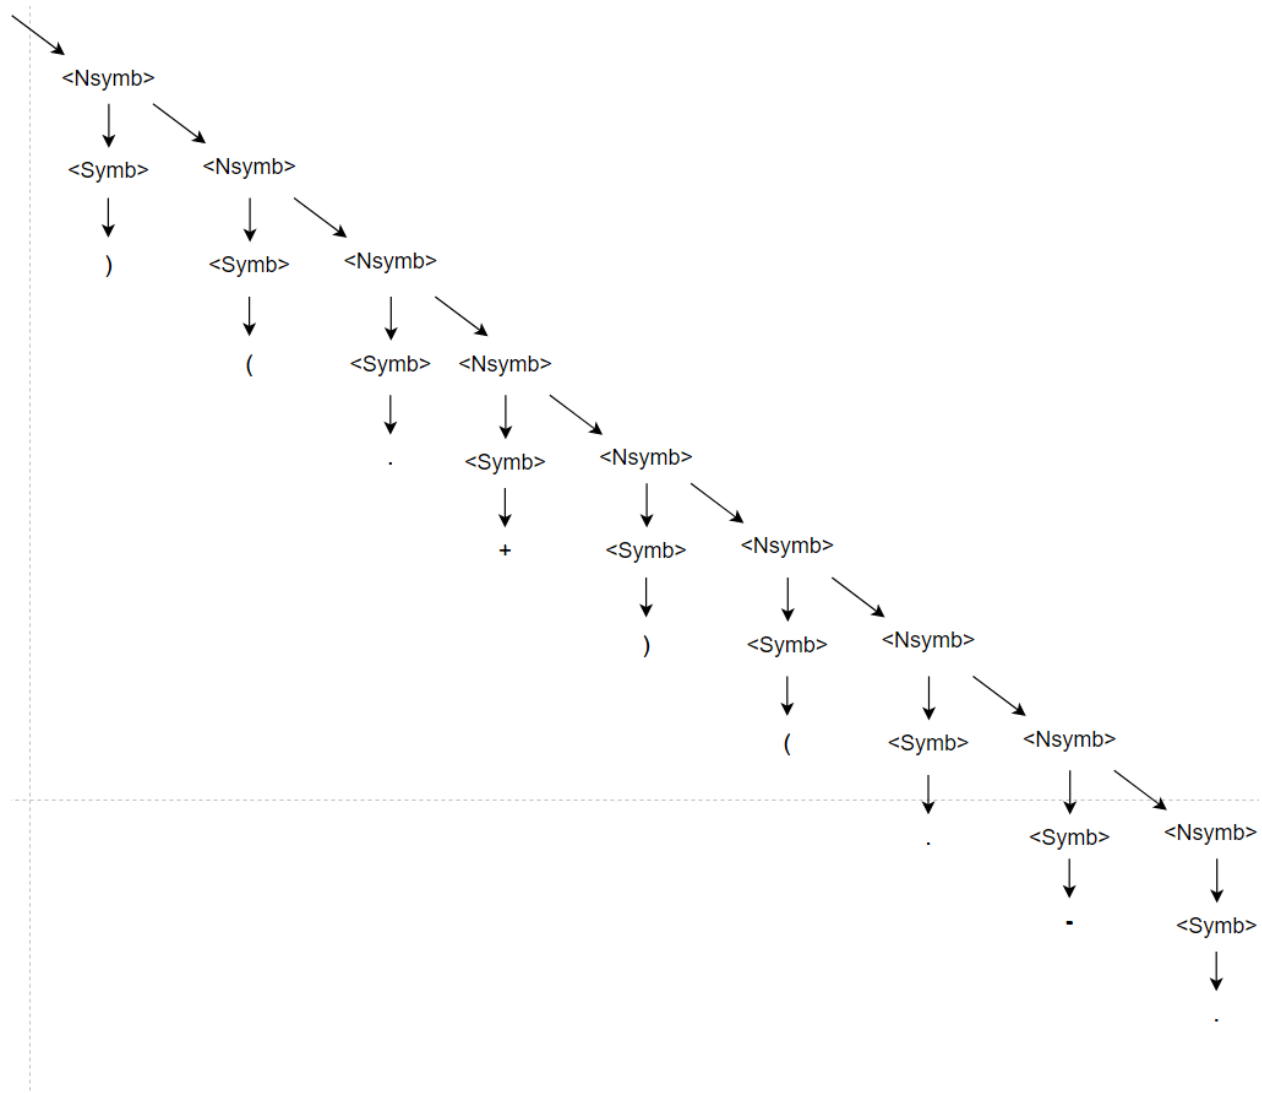 <Nsymb>
<Symb> <Nsymb>
) <Symb> <Nsymb>
( <Symb> <Nsymb>
. <Symb> <Nsymb>
+ <Symb> <Nsymb>
) <Symb> <Nsymb>
( <Symb> <Nsymb>
. <Symb> <Nsymb>
- <Symb>
.